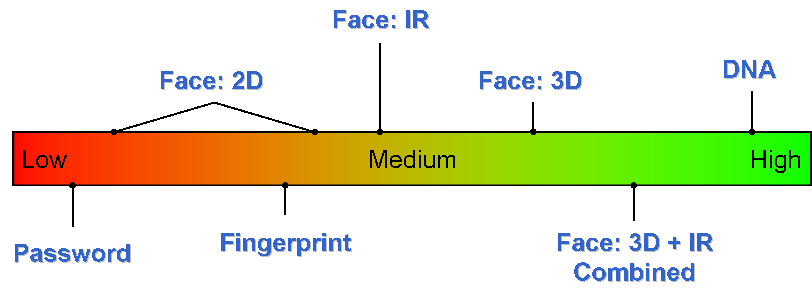 Face: IR
Face: 2D
Face: 3D
DNA
Low
Medium
High
Password
Fingerprint
Face: 3D + IR
Combined